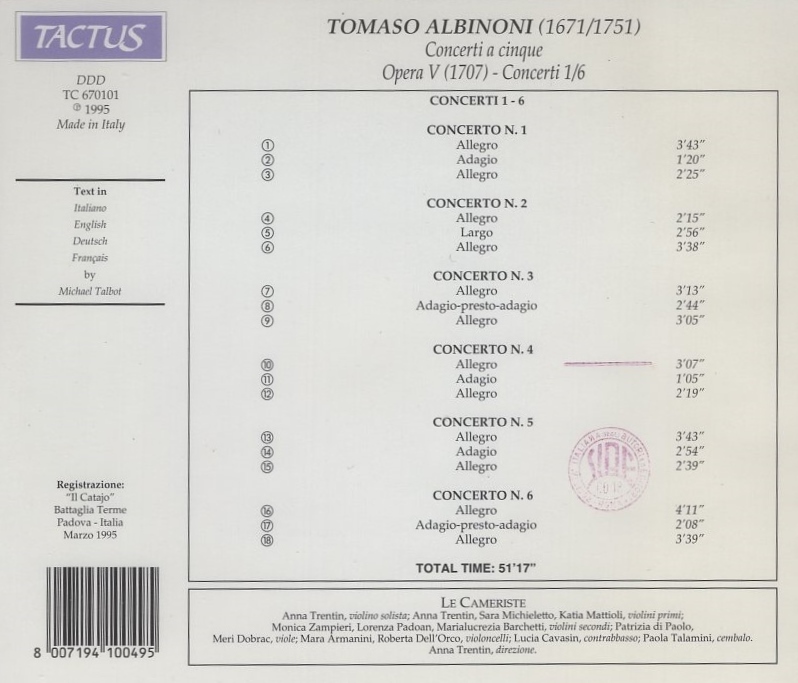 TACTUS
DDD
TC 670101
℗ 1995
Made in Italy
Text in
Italiano
English
Deutsch
Français
by
Michael Talbot
Registrazione:
"Il Catajo"
Battaglia Terme
Padova - Italia
Marzo 1995
8 007194 100495
TOMASO ALBINONI (1671/1751)
Concerti a cinque
Opera V (1707) - Concerti 1/6
CONCERTI 1 - 6
CONCERTO N. 1
① Allegro 3'43"
② Adagio 1'20"
③ Allegro 2'25"
CONCERTO N. 2
④ Allegro 2'15"
⑤ Largo 2'56"
⑥ Allegro 3'38"
CONCERTO N. 3
⑦ Allegro 3'13"
⑧ Adagio-presto-adagio 2'44"
⑨ Allegro 3'05"
CONCERTO N. 4
⑩ Allegro 3'07"
⑪ Adagio 1'05"
⑫ Allegro 2'19"
CONCERTO N. 5
⑬ Allegro 3'43"
⑭ Adagio 2'54"
⑮ Allegro 2'39"
CONCERTO N. 6
⑯ Allegro 4'11"
⑰ Adagio-presto-adagio 2'08"
⑱ Allegro 3'39"
TOTAL TIME: 51'17"
LE CAMERISTE
Anna Trentin, violino solista; Anna Trentin, Sara Michieletto, Katia Mattioli, violini primi;
Monica Zampieri, Lorenza Padoan, Marialucrezia Barchetti, violini secondi; Patrizia di Paolo,
Meri Dobrac, viole; Mara Armanini, Roberta Dell'Orco, violoncelli; Lucia Cavasin, contrabbasso; Paola Talamini, cembalo.
Anna Trentin, direzione.